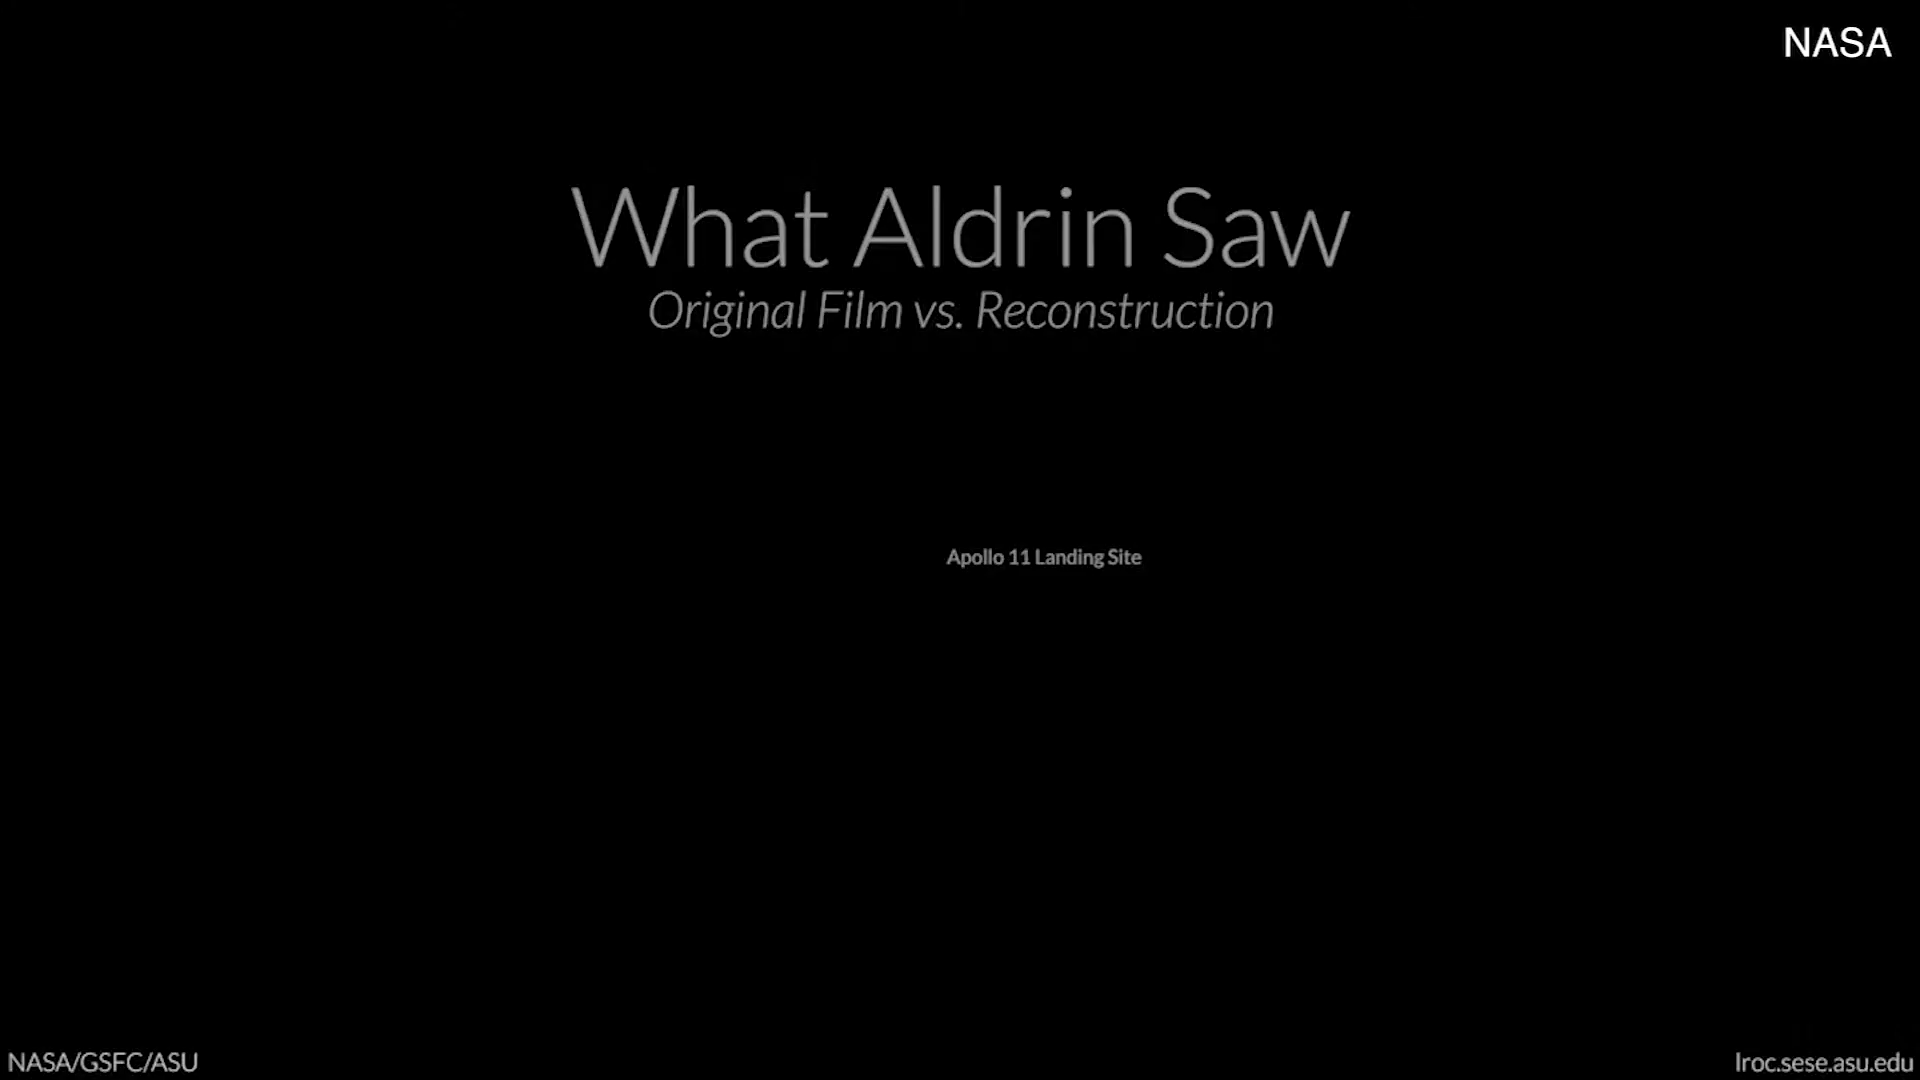 NASA
What Aldrin Saw
Original Film vs. Reconstruction
Apollo 11 Landing Site
NASA/GSFC/ASU
lroc.sese.asu.edu